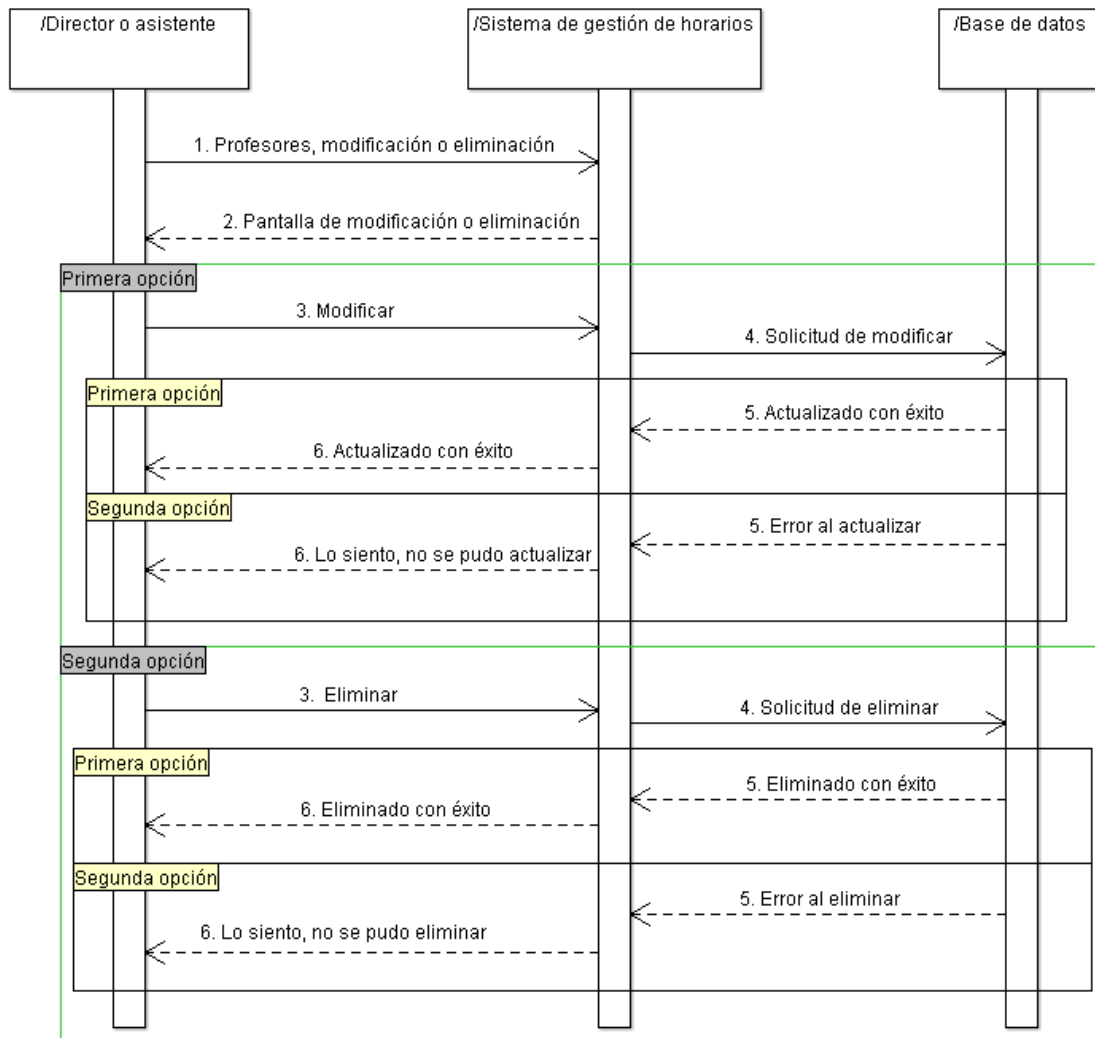 /Director o asistente
/Sistema de gestión de horarios
/Base de datos
1. Profesores, modificación o eliminación
2. Pantalla de modificación o eliminación
Primera opción
3. Modificar
4. Solicitud de modificar
Primera opción
5. Actualizado con éxito
6. Actualizado con éxito
Segunda opción
5. Error al actualizar
6. Lo siento, no se pudo actualizar
Segunda opción
3. Eliminar
4. Solicitud de eliminar
Primera opción
5. Eliminado con éxito
6. Eliminado con éxito
Segunda opción
5. Error al eliminar
6. Lo siento, no se pudo eliminar